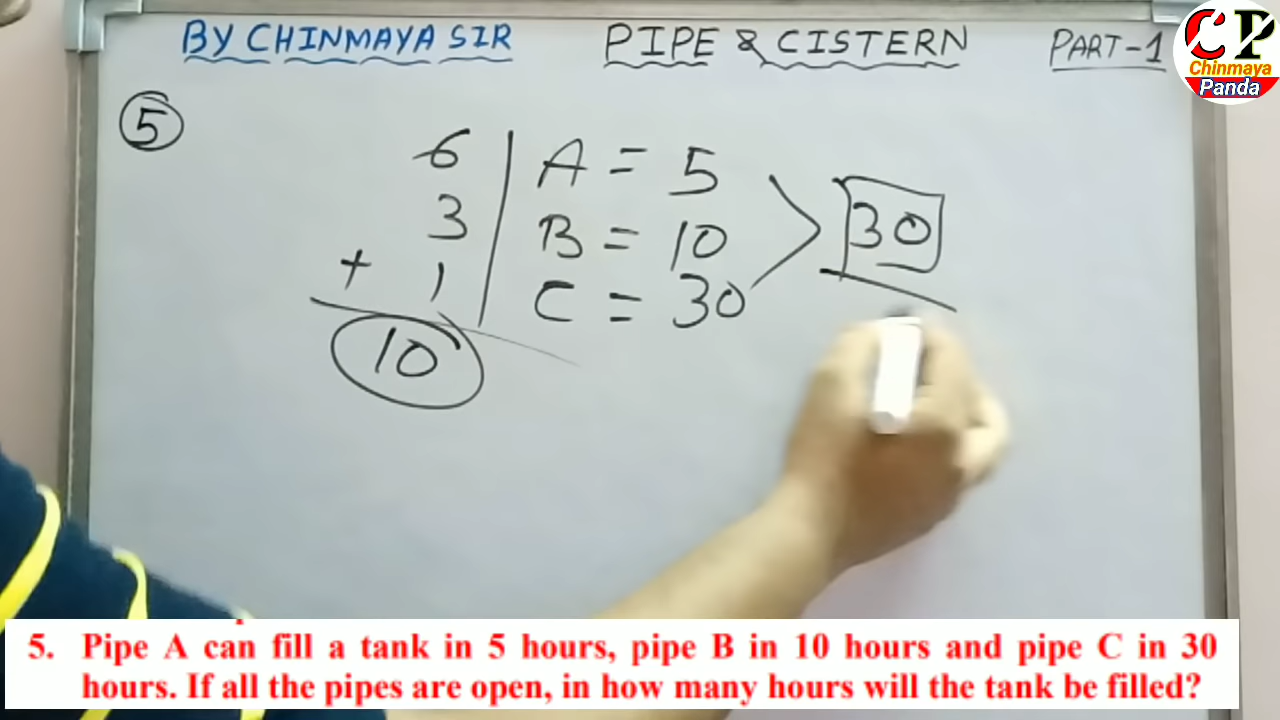 BY CHINMAYA SIR PIPE & CISTERN PART-1
CP
Chinmaya
Panda
5
6 | A = 5
3 B = 10 > 30
+ 1 C = 30
10
5. Pipe A can fill a tank in 5 hours, pipe B in 10 hours and pipe C in 30
hours. If all the pipes are open, in how many hours will the tank be filled?